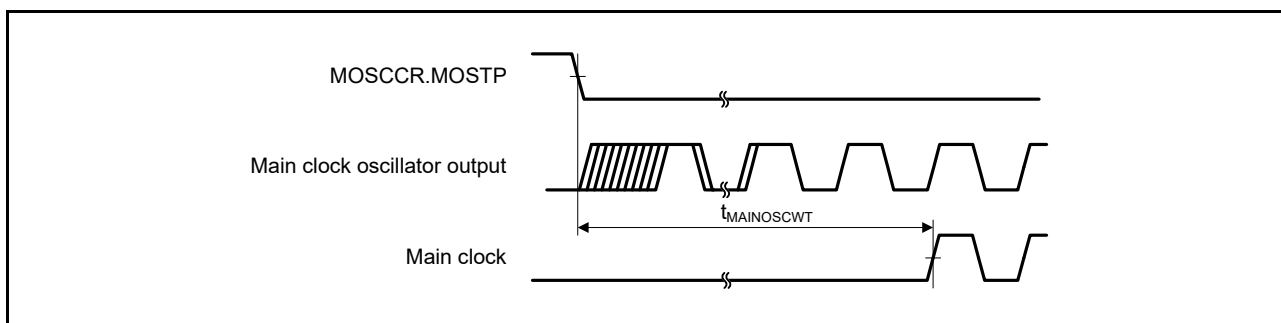 MOSCCR.MOSTP
Main clock oscillator output
tMAINOSCWT
Main clock